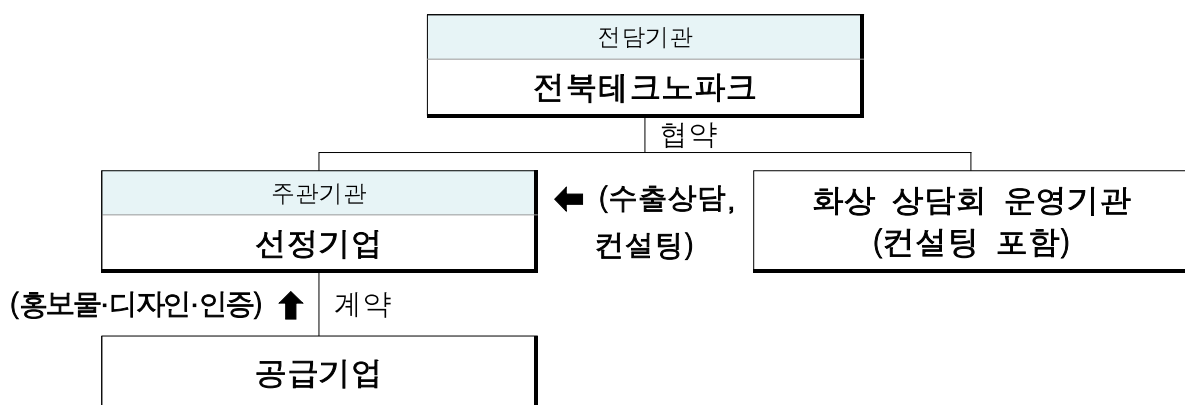 전담기관
전북테크노파크
협약
주관기관
선정기업
(수출상담,
컨설팅)
화상 상담회 운영기관
(컨설팅 포함)
(홍보물·디자인·인증)
계약
공급기업